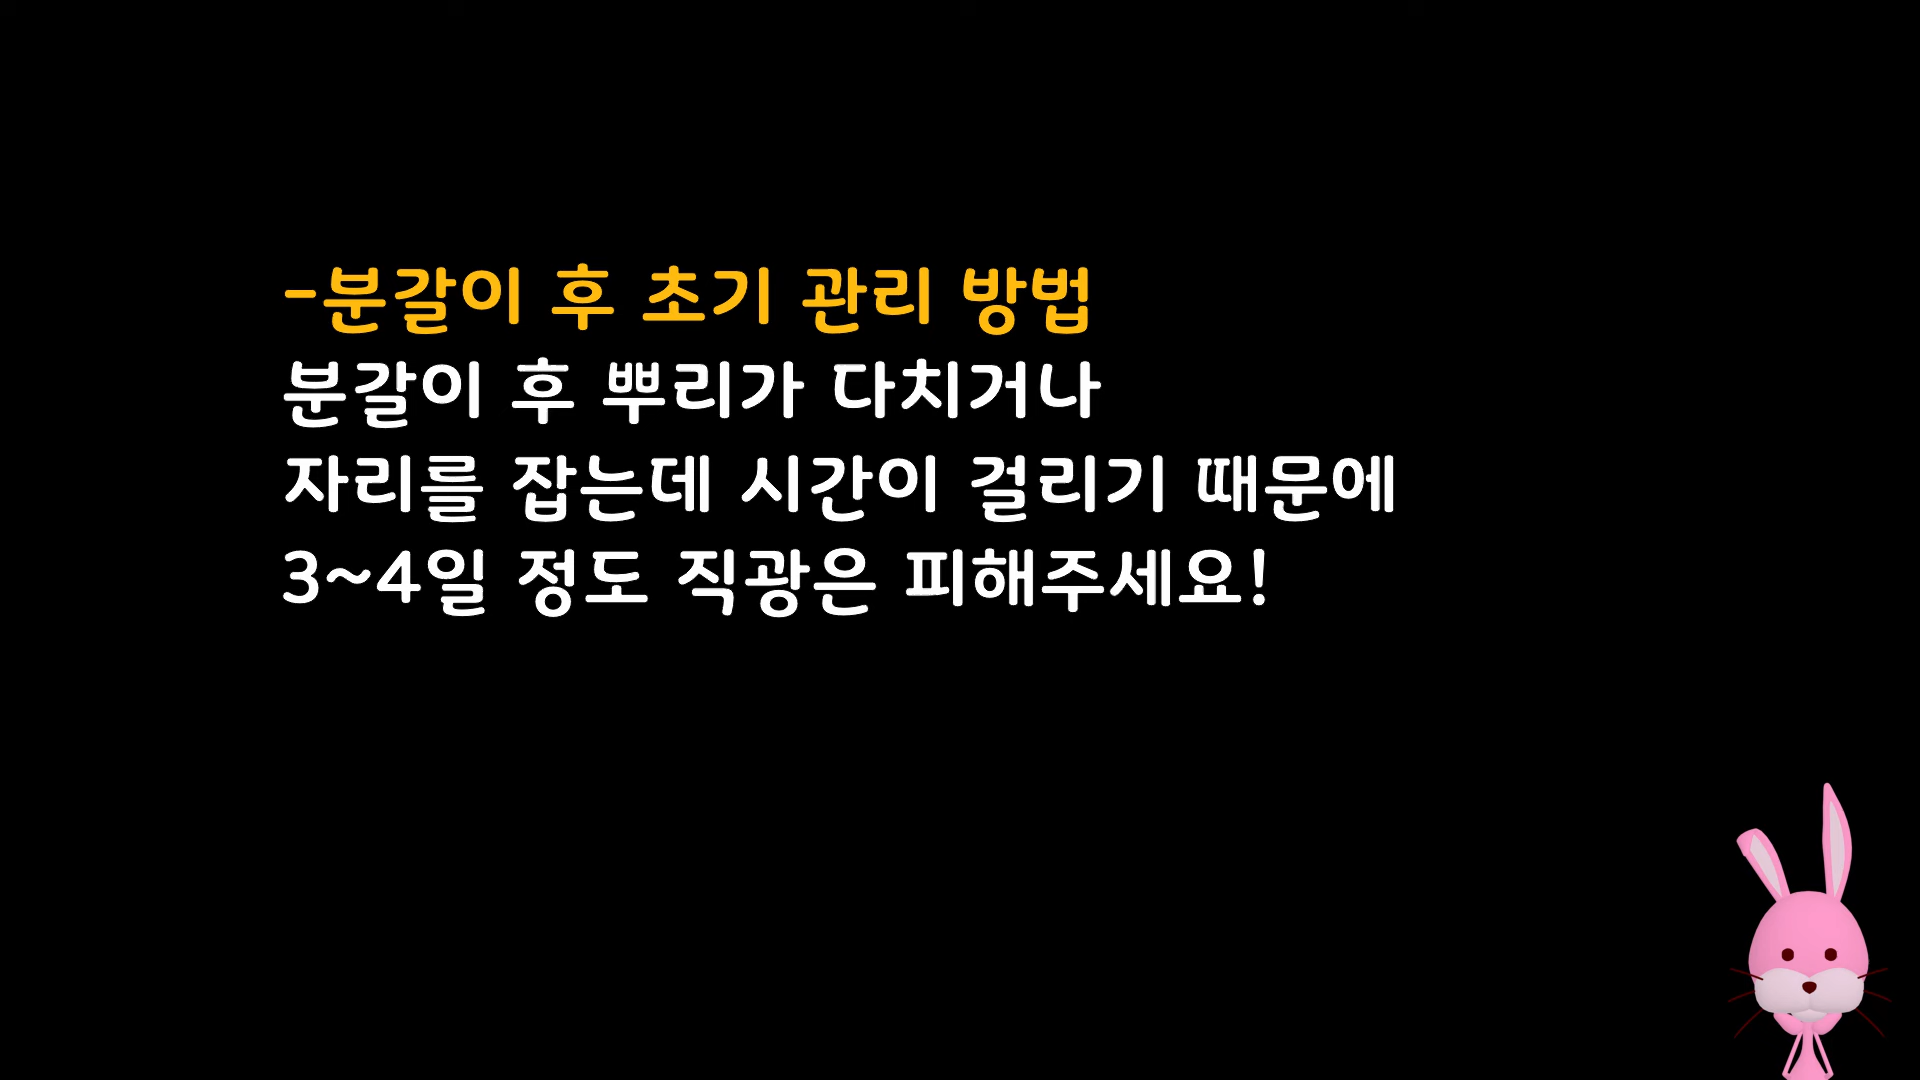 -분갈이 후 초기 관리 방법
분갈이 후 뿌리가 다치거나
자리를 잡는데 시간이 걸리기 때문에
3~4일 정도 직광은 피해주세요!